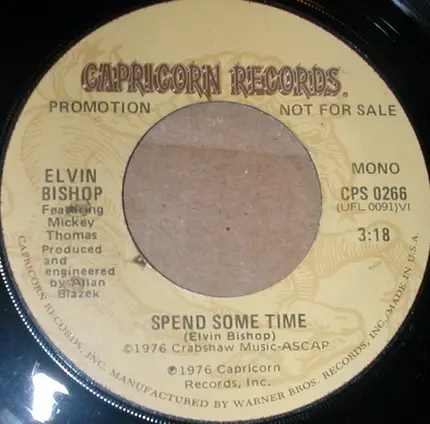 CAPRICORN RECORDS®
PROMOTION NOT FOR SALE
ELVIN
BISHOP
Featuring
Mickey
Thomas
Produced
and
engineered
by Allan
Blazek
MONO
CPS 0266
(UFL 0091)VI
3:18
SPEND SOME TIME
(Elvin Bishop)
©1976 Crabshaw Music-ASCAP
℗1976 Capricorn
Records, Inc.
CAPRICORN RECORDS, INC. MANUFACTURED BY WARNER BROS. RECORDS, INC./MADE IN U.S.A.